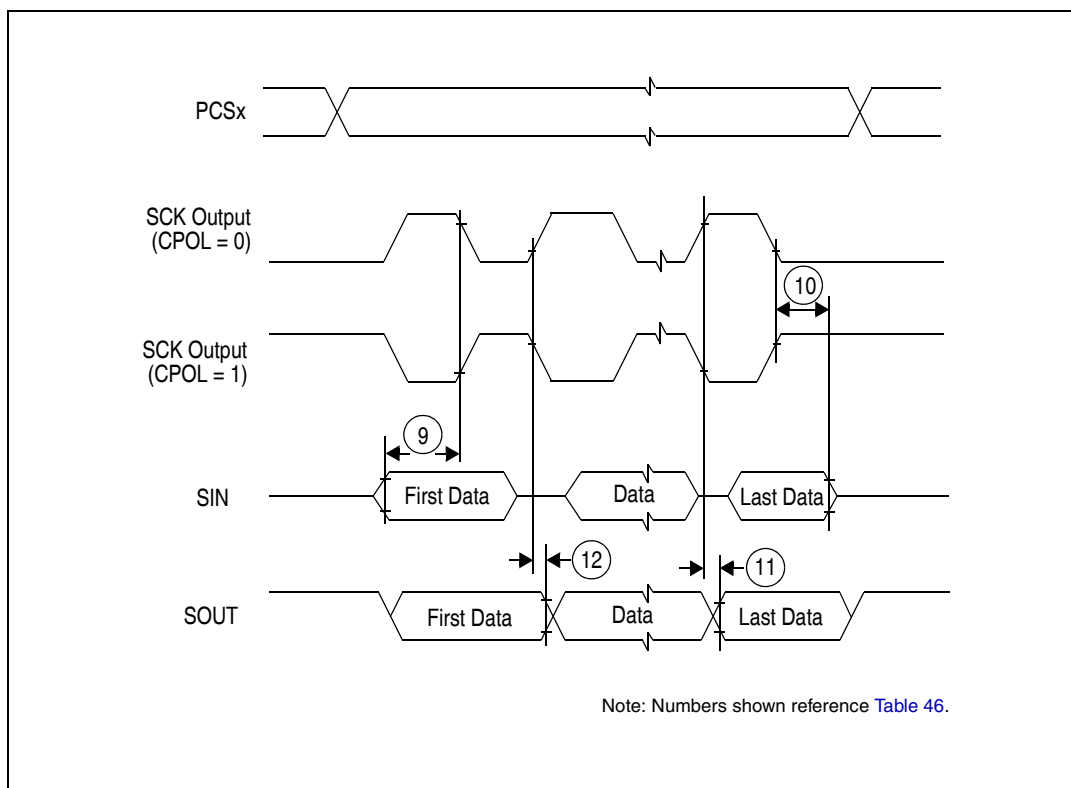 PCSx
SCK Output
(CPOL = 0)
10
SCK Output
(CPOL = 1)
9
SIN
First Data
Data
Last Data
12
11
SOUT
First Data
Data
Last Data
Note: Numbers shown reference Table 46.